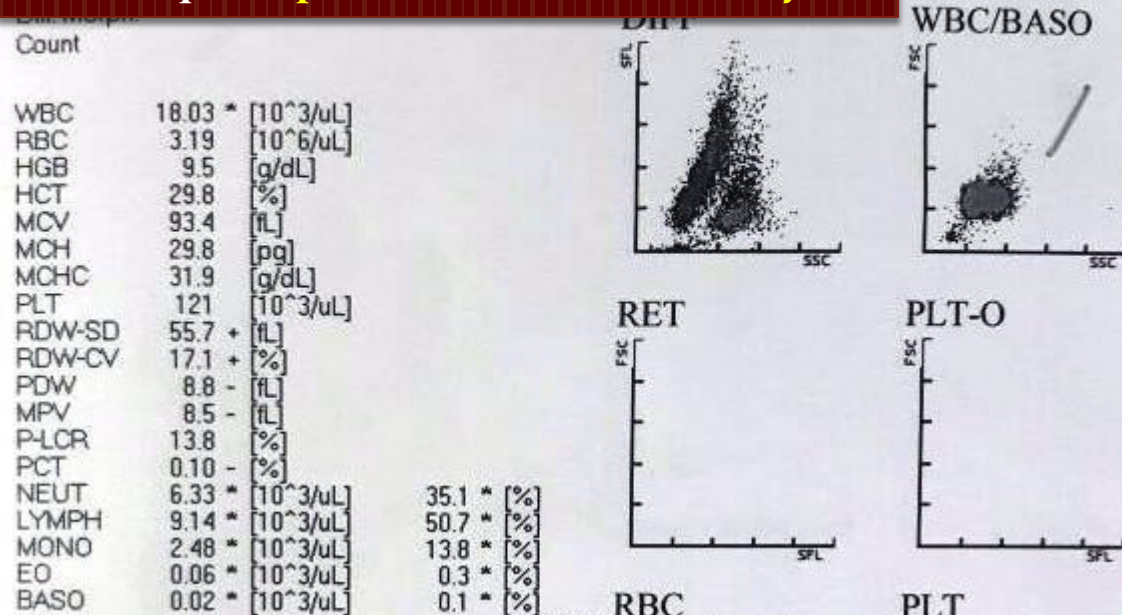 Count
WBC 18.03 * [10^3/uL]
RBC 3.19 [10^6/uL]
HGB 9.5 [g/dL]
HCT 29.8 [%]
MCV 93.4 [fL]
MCH 29.8 [pg]
MCHC 31.9 [g/dL]
PLT 121 [10^3/uL]
RDW-SD 55.7 + [fL]
RDW-CV 17.1 + [%]
PDW 8.8 - [fL]
MPV 8.5 - [fL]
P-LCR 13.8 [%]
PCT 0.10 - [%]
NEUT 6.33 * [10^3/uL] 35.1 * [%]
LYMPH 9.14 * [10^3/uL] 50.7 * [%]
MONO 2.48 * [10^3/uL] 13.8 * [%]
EO 0.06 * [10^3/uL] 0.3 * [%]
BASO 0.02 * [10^3/uL] 0.1 * [%]
DIFF
SFL
SSC
WBC/BASO
FSC
SSC
RET
FSC
SFL
PLT-O
FSC
SFL
RBC
PLT